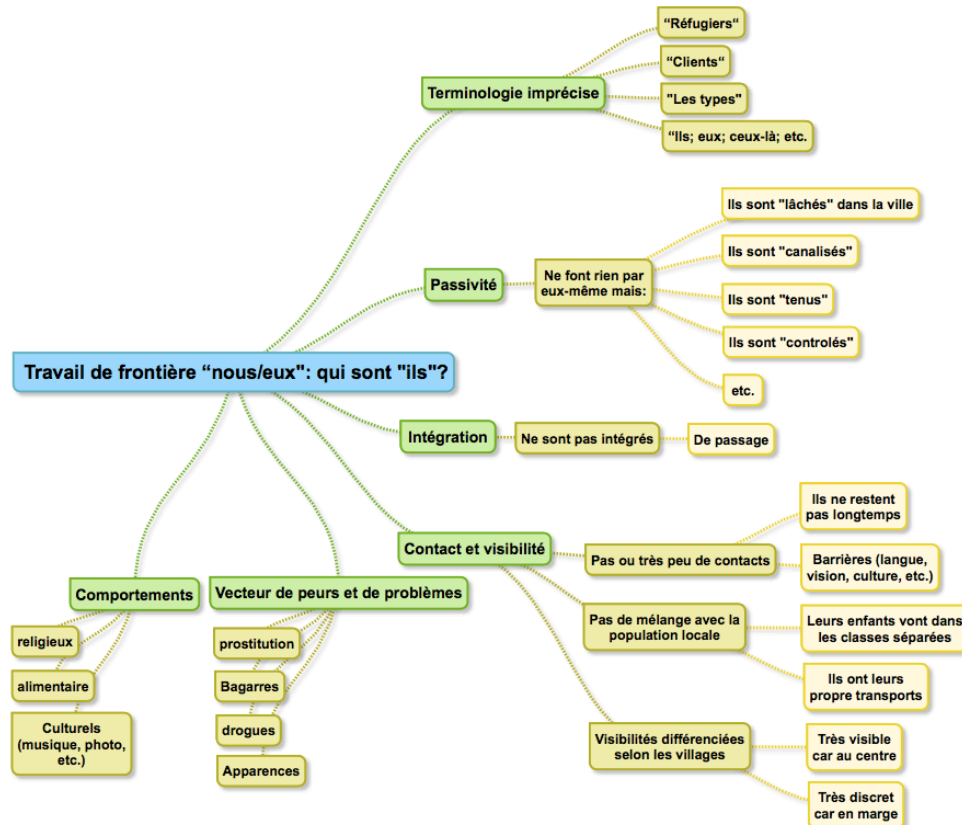 “Réfugiers“
“Clients“
Terminologie imprécise
"Les types"
“Ils; eux; ceux-là; etc.
Ils sont "lâchés" dans la ville
Ils sont "canalisés"
Passivité
Ne font rien par
eux-même mais:
Ils sont "tenus"
Ils sont "controlés"
etc.
Travail de frontière “nous/eux": qui sont "ils"?
Intégration
Ne sont pas intégrés
De passage
Contact et visibilité
Pas ou très peu de contacts
Ils ne restent
pas longtemps
Barrières (langue,
vision, culture, etc.)
Pas de mélange avec la
population locale
Leurs enfants vont dans
les classes séparées
Ils ont leurs
propre transports
Visibilités différenciées
selon les villages
Très visible
car au centre
Très discret
car en marge
Vecteur de peurs et de problèmes
prostitution
Bagarres
drogues
Apparences
Comportements
religieux
alimentaire
Culturels
(musique, photo,
etc.)